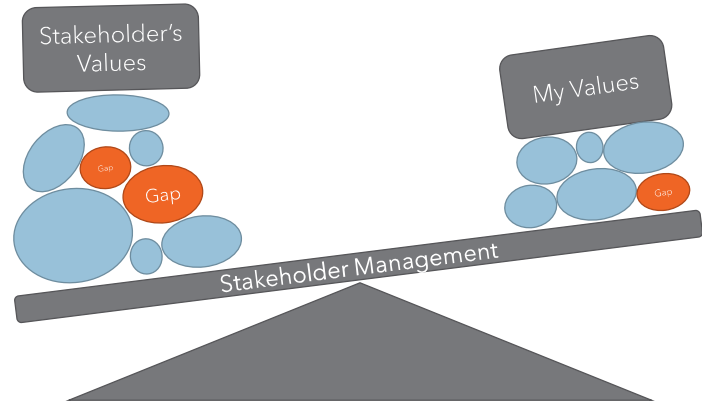 Stakeholder's
Values
My Values
Gap
Gap
Gap
Stakeholder Management